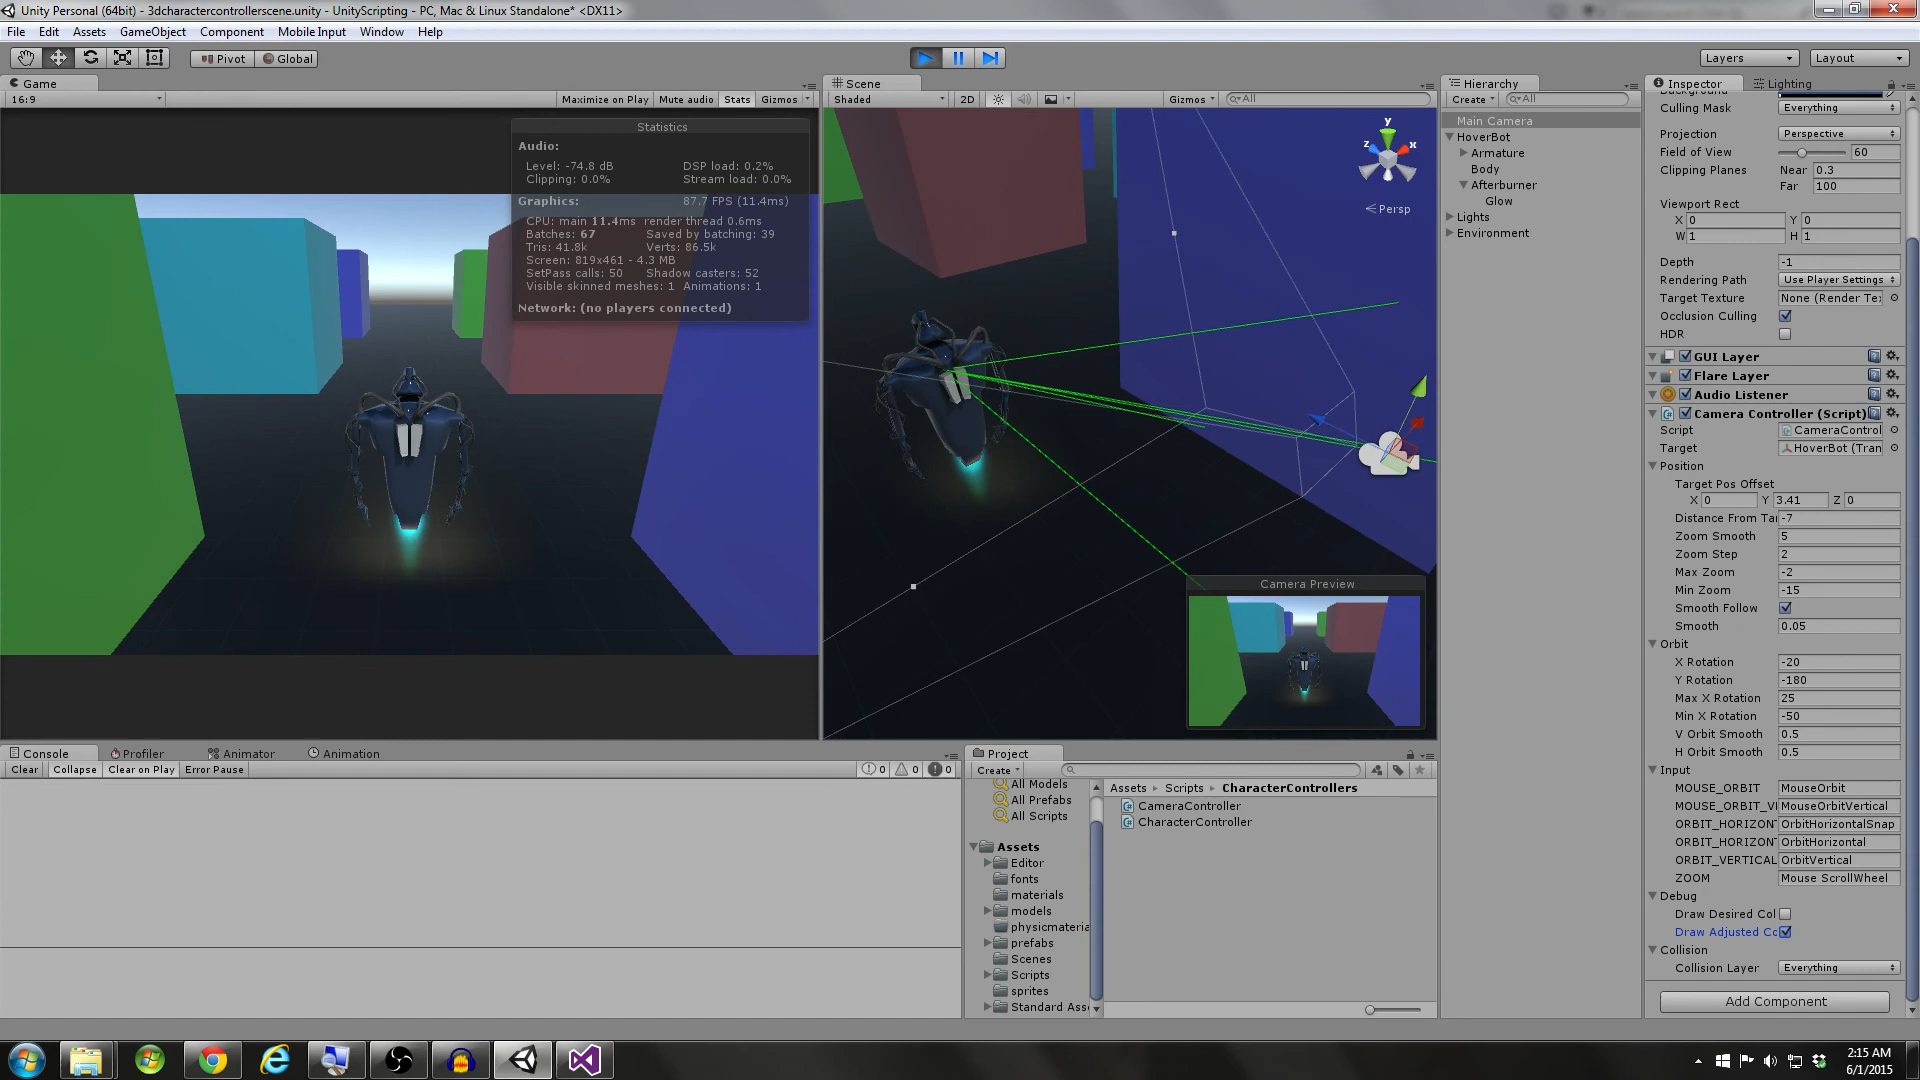 Unity Personal (64bit) - 3dcharactercontrollerscene.unity - UnityScripting - PC, Mac & Linux Standalone* <DX11>
File Edit Assets GameObject Component Mobile Input Window Help
Pivot Global Layers Layout
Game
16:9 Maximize on Play Mute audio Stats Gizmos
Statistics
Audio:
Level: -74.8 dB DSP load: 0.2%
Clipping: 0.0% Stream load: 0.0%
Graphics: 87.7 FPS (11.4ms)
CPU: main 11.4ms render thread 0.6ms
Batches: 67 Saved by batching: 39
Tris: 41.8k Verts: 86.5k
Screen: 819x461 - 4.3 MB
SetPass calls: 50 Shadow casters: 52
Visible skinned meshes: 1 Animations: 1
Network: (no players connected)
Scene
Shaded 2D Gizmos All
y
z x
Persp
Camera Preview
Hierarchy
Create All
Main Camera
HoverBot
Armature
Body
Afterburner
Glow
Lights
Environment
Inspector Lighting
Background
Culling Mask Everything
Projection Perspective
Field of View 60
Clipping Planes Near 0.3
Far 100
Viewport Rect
X 0 Y 0
W 1 H 1
Depth -1
Rendering Path Use Player Settings
Target Texture None (Render Te
Occlusion Culling
HDR
GUI Layer
Flare Layer
Audio Listener
Camera Controller (Script)
Script CameraControl
Target HoverBot (Tran
Position
Target Pos Offset
X 0 Y 3.41 Z 0
Distance From Tar -7
Zoom Smooth 5
Zoom Step 2
Max Zoom -2
Min Zoom -15
Smooth Follow
Smooth 0.05
Orbit
X Rotation -20
Y Rotation -180
Max X Rotation 25
Min X Rotation -50
V Orbit Smooth 0.5
H Orbit Smooth 0.5
Input
MOUSE_ORBIT MouseOrbit
MOUSE_ORBIT_VI MouseOrbitVertical
ORBIT_HORIZON OrbitHorizontalSnap
ORBIT_HORIZON OrbitHorizontal
ORBIT_VERTICAL OrbitVertical
ZOOM Mouse ScrollWheel
Debug
Draw Desired Col
Draw Adjusted Co
Collision
Collision Layer Everything
Add Component
Console Profiler Animator Animation
Clear Collapse Clear on Play Error Pause 0 0 0
Project
Create
All Models
All Prefabs
All Scripts
Assets
Editor
fonts
materials
models
physicmateria
prefabs
Scenes
Scripts
sprites
Standard Ass
Assets Scripts CharacterControllers
CameraController
CharacterController
2:15 AM
6/1/2015